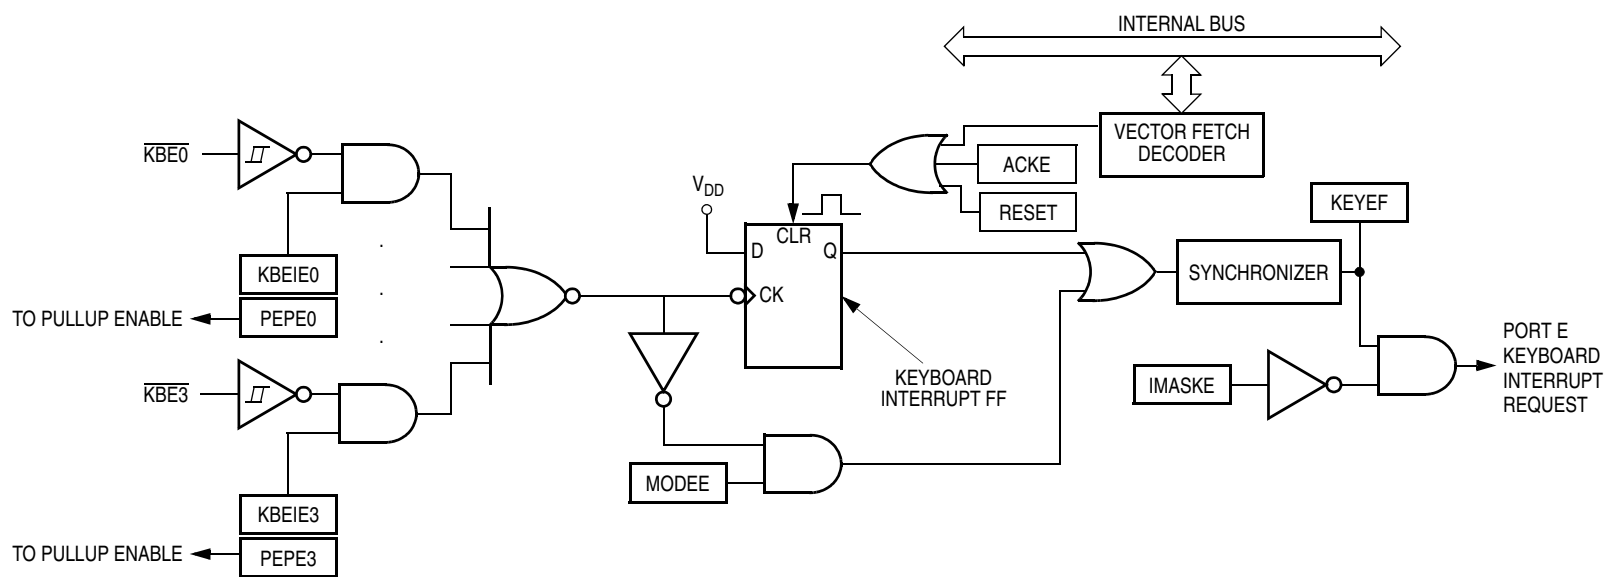 INTERNAL BUS
VECTOR FETCH
DECODER
ACKE
RESET
KBE0
KBEIE0
PEPE0
TO PULLUP ENABLE
KBE3
KBEIE3
PEPE3
TO PULLUP ENABLE
VDD
CLR
D
Q
CK
KEYBOARD
INTERRUPT FF
MODEE
SYNCHRONIZER
KEYEF
IMASKE
PORT E
KEYBOARD
INTERRUPT
REQUEST